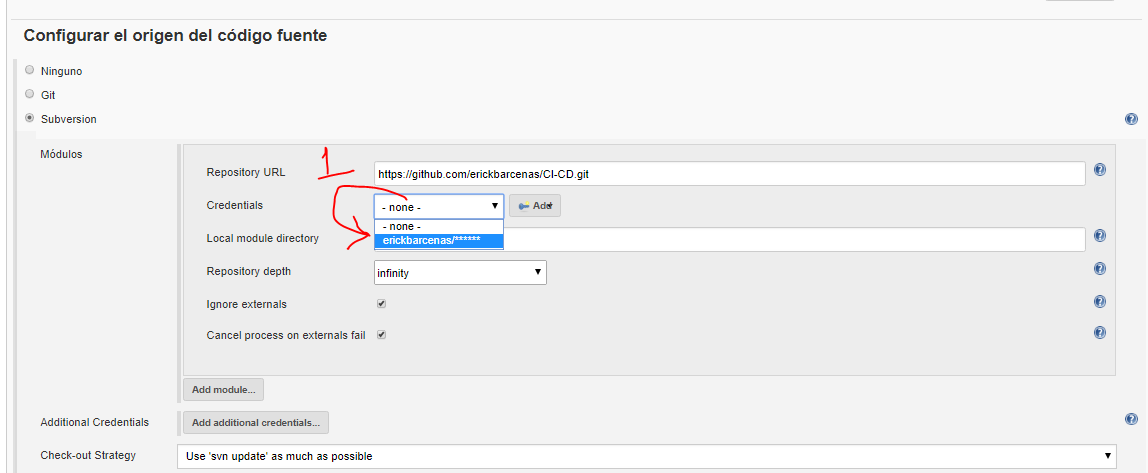 Configurar el origen del código fuente
Ninguno
Git
Subversion
Módulos
Repository URL 1 https://github.com/erickbarcenas/CI-CD.git
Credentials - none - Add
- none -
erickbarcenas/******
Local module directory
Repository depth infinity
Ignore externals
Cancel process on externals fail
Add module...
Additional Credentials Add additional credentials...
Check-out Strategy Use 'svn update' as much as possible